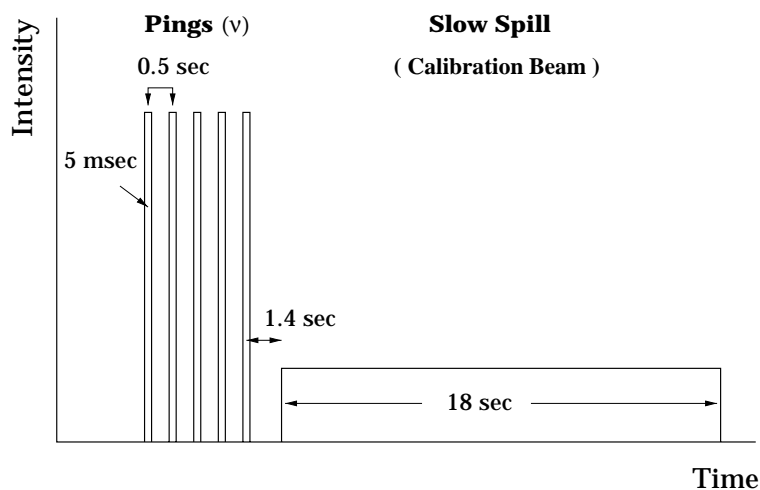 Pings (ν)
Slow Spill
0.5 sec
( Calibration Beam )
Intensity
5 msec
1.4 sec
18 sec
Time